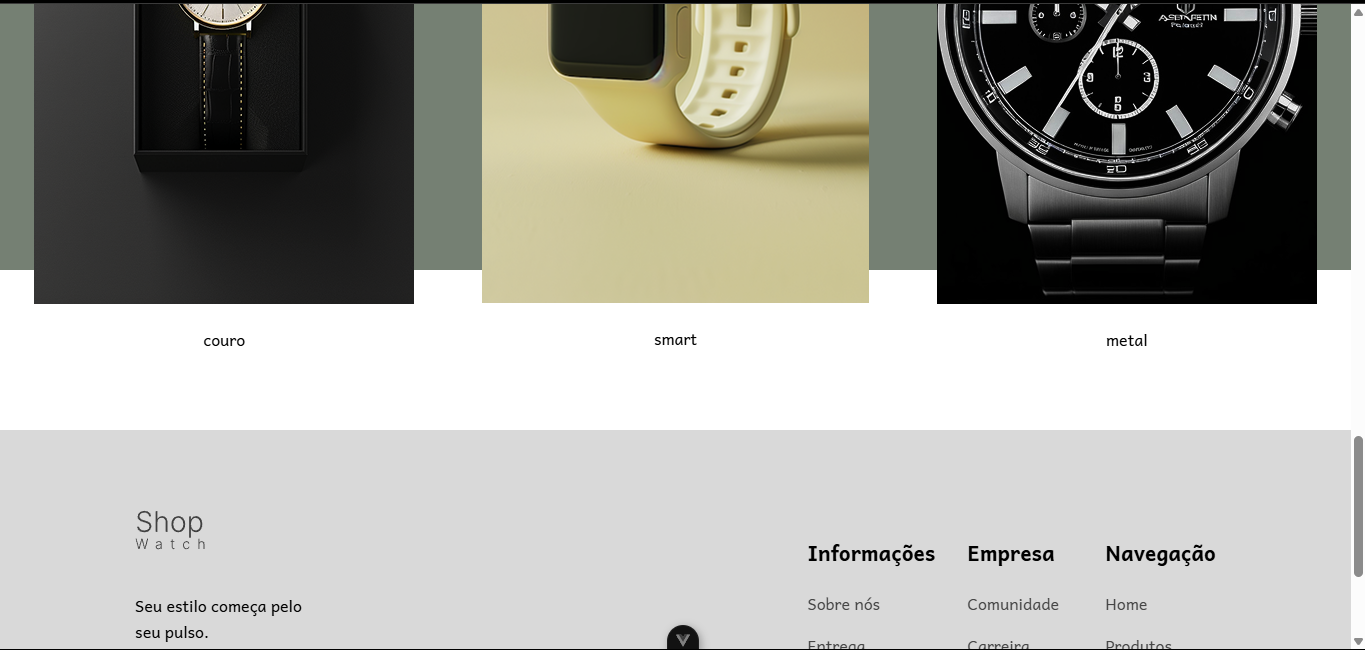 couro
smart
metal
Shop
Watch
Seu estilo começa pelo
seu pulso.
Informações
Sobre nós
Entrega
Empresa
Comunidade
Carreira
Navegação
Home
Produtos